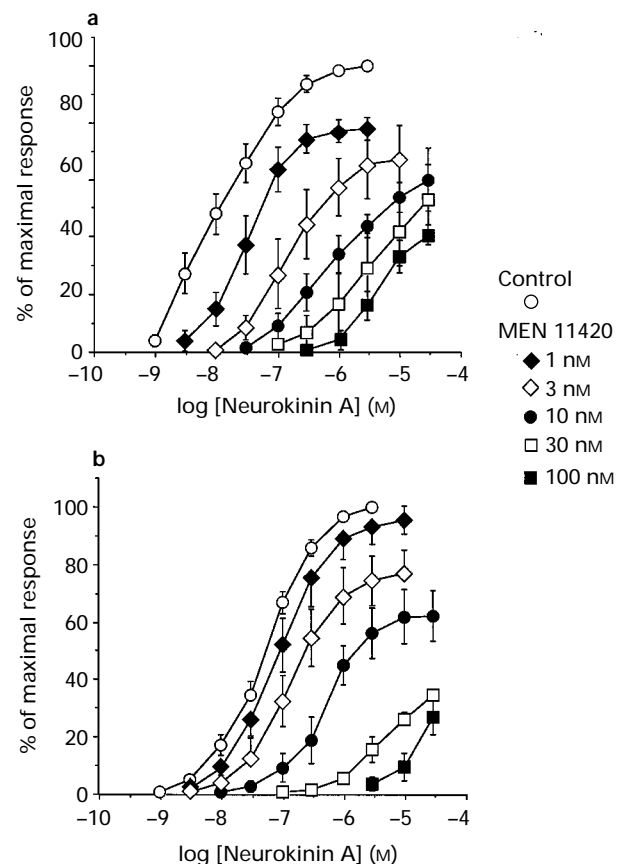 a
100
80
60
40
20
0
% of maximal response
−10 −9 −8 −7 −6 −5 −4
log [Neurokinin A] (M)
Control
MEN 11420
1 nM
3 nM
10 nM
30 nM
100 nM
b
100
80
60
40
20
0
% of maximal response
−10 −9 −8 −7 −6 −5 −4
log [Neurokinin A] (M)